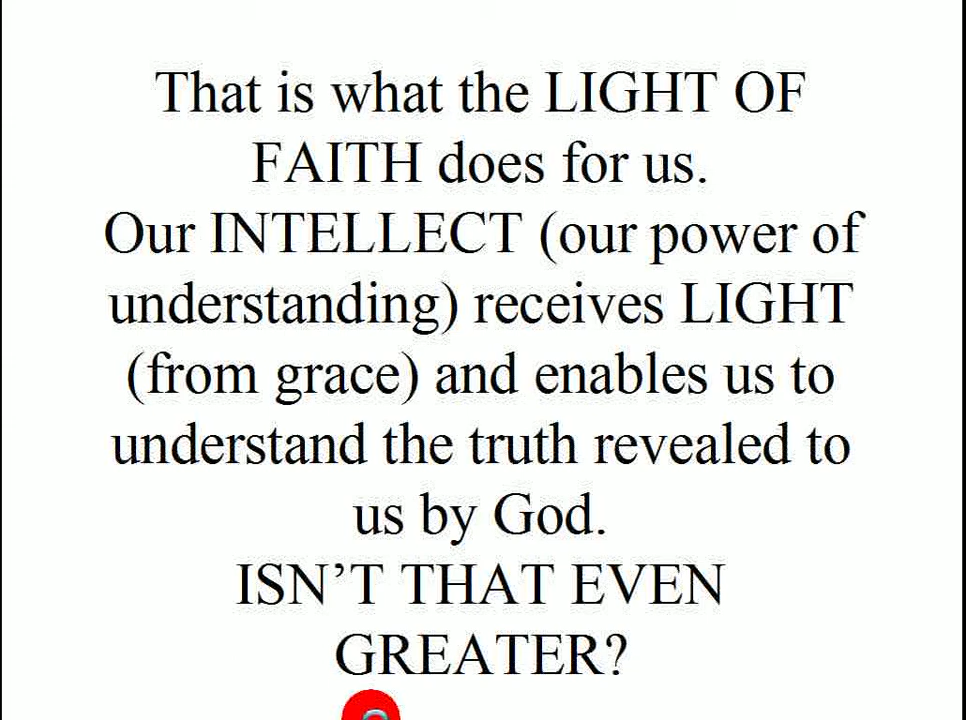 That is what the LIGHT OF
FAITH does for us.
Our INTELLECT (our power of
understanding) receives LIGHT
(from grace) and enables us to
understand the truth revealed to
us by God.
ISN’T THAT EVEN
GREATER?